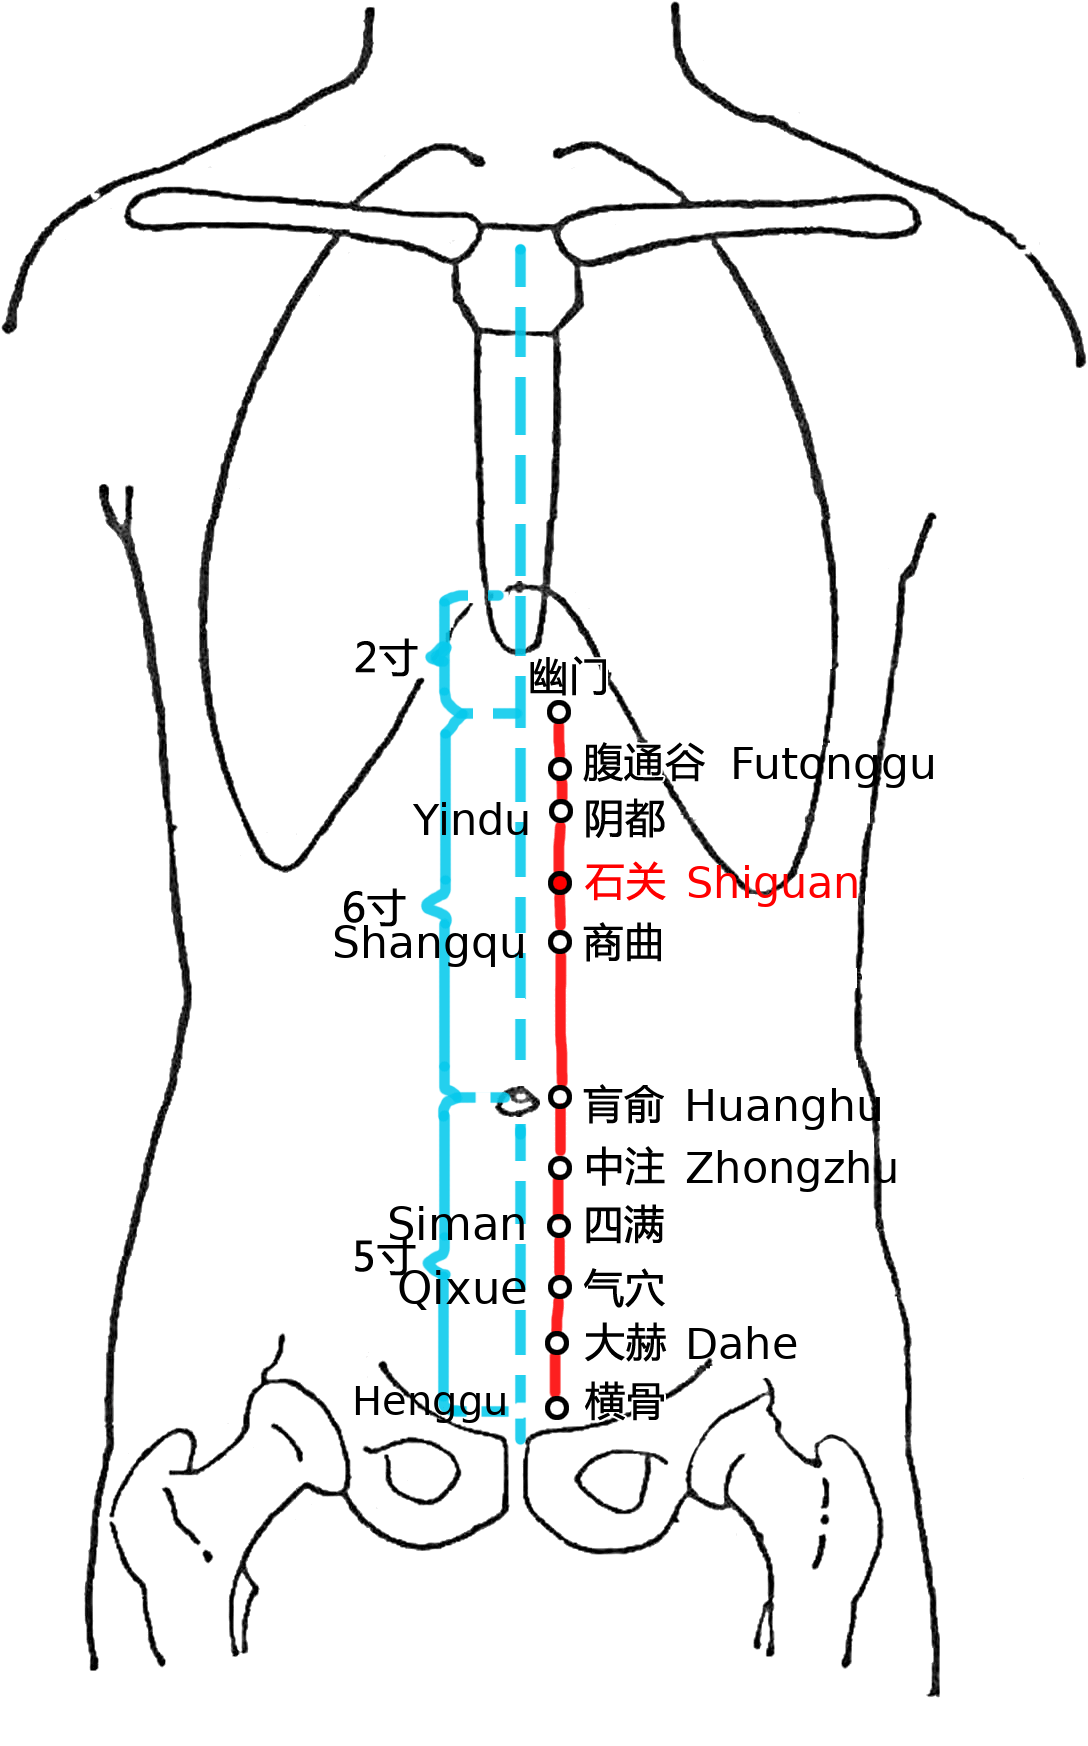 2寸
幽门
腹通谷 Futonggu
Yindu 阴都
石关 Shiguan
6寸
Shangqu 商曲
肓俞 Huanghu
中注 Zhongzhu
Siman 四满
5寸
Qixue 气穴
大赫 Dahe
Henggu 横骨